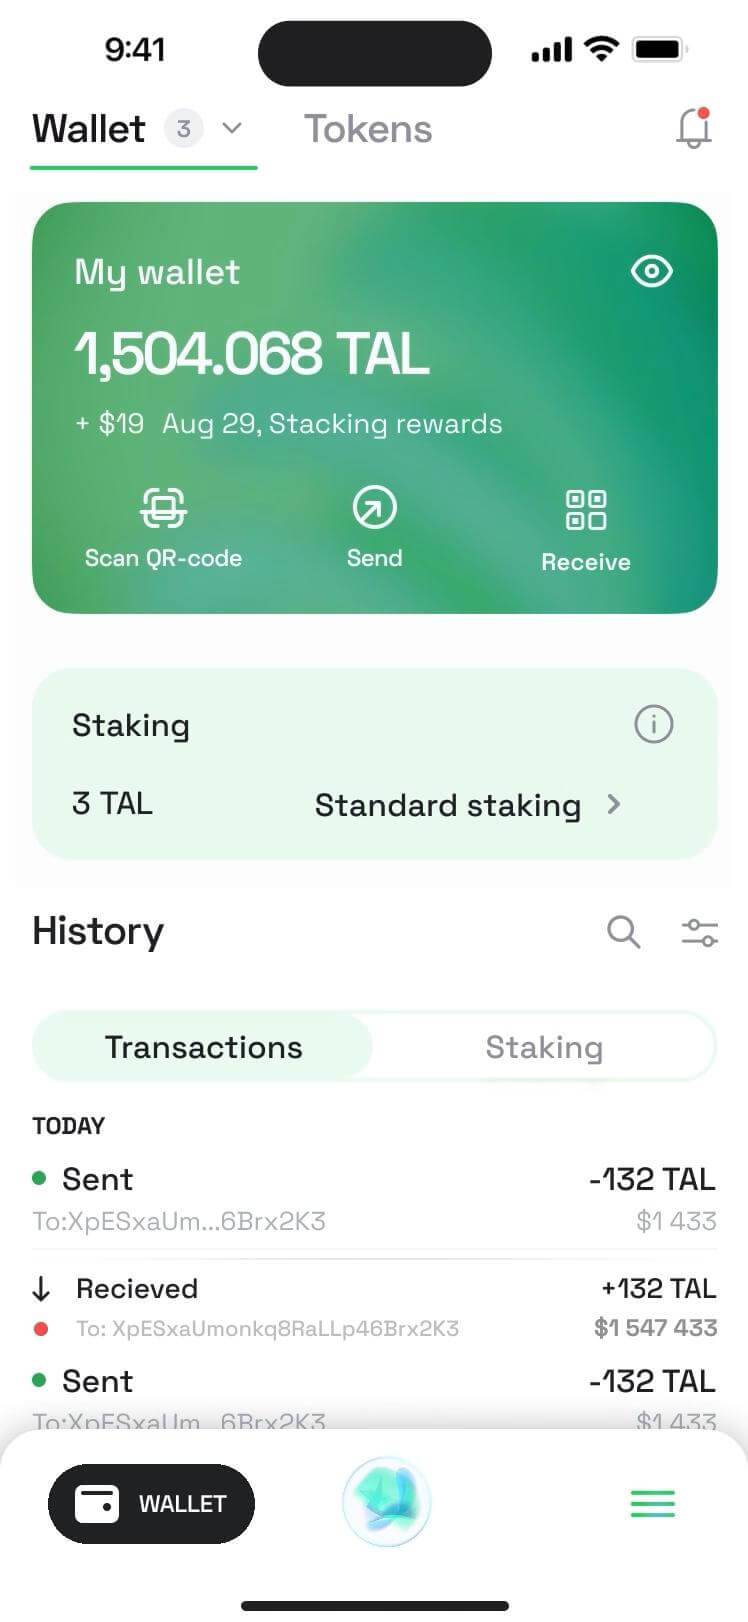 9:41
Wallet 3 Tokens
My wallet
1,504.068 TAL
+ $19 Aug 29, Stacking rewards
Scan QR-code Send Receive
Staking
3 TAL Standard staking
History
Transactions Staking
TODAY
Sent -132 TAL
To:XpESxaUm...6Brx2K3 $1 433
Recieved +132 TAL
To: XpESxaUmonkq8RaLLp46Brx2K3 $1 547 433
Sent -132 TAL
To:XpESxaUm...6Brx2K3 $1 433
WALLET